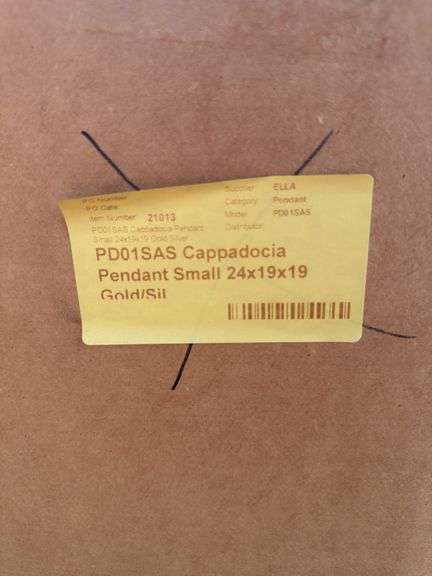 P.O. Number
P.O. Date
Item Number 21013
PD01SAS Cappadocia Pendant
Small 24x19x19 Gold Silver
Supplier ELLA
Category Pendant
Model PD01SAS
Distributor
PD01SAS Cappadocia
Pendant Small 24x19x19
Gold/Sil